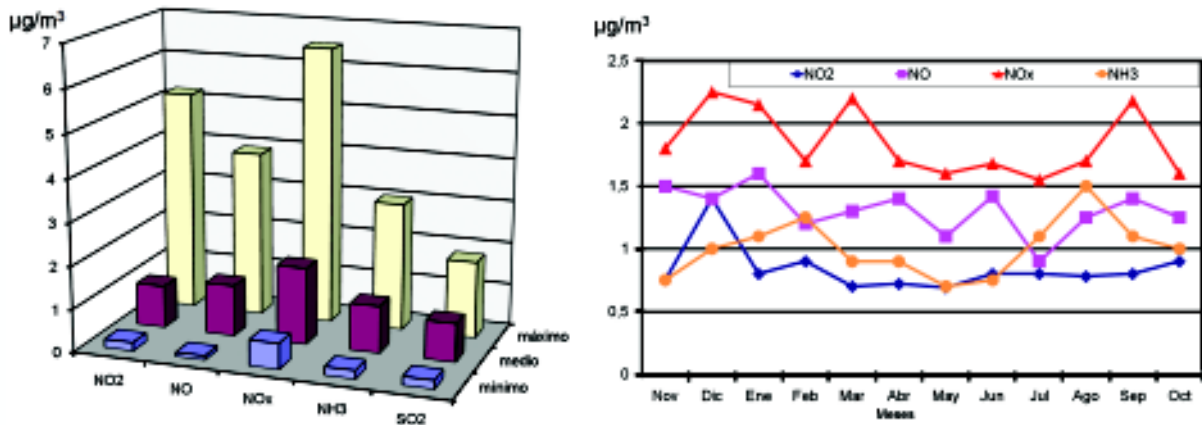 µg/m³
7
6
5
4
3
2
1
0
NO2
NO
NOx
NH3
SO2
máximo
medio
mínimo
µg/m³
NO2 NO NOx NH3
2,5
2
1,5
1
0,5
0
Nov Dic Ene Feb Mar Abr May Jun Jul Ago Sep Oct
Meses